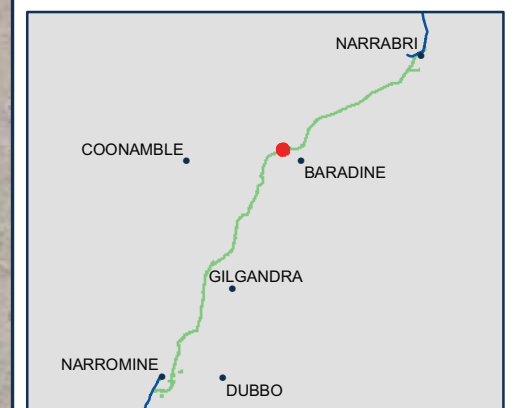 NARRABRI
COONAMBLE
BARADINE
GILGANDRA
NARROMINE
DUBBO